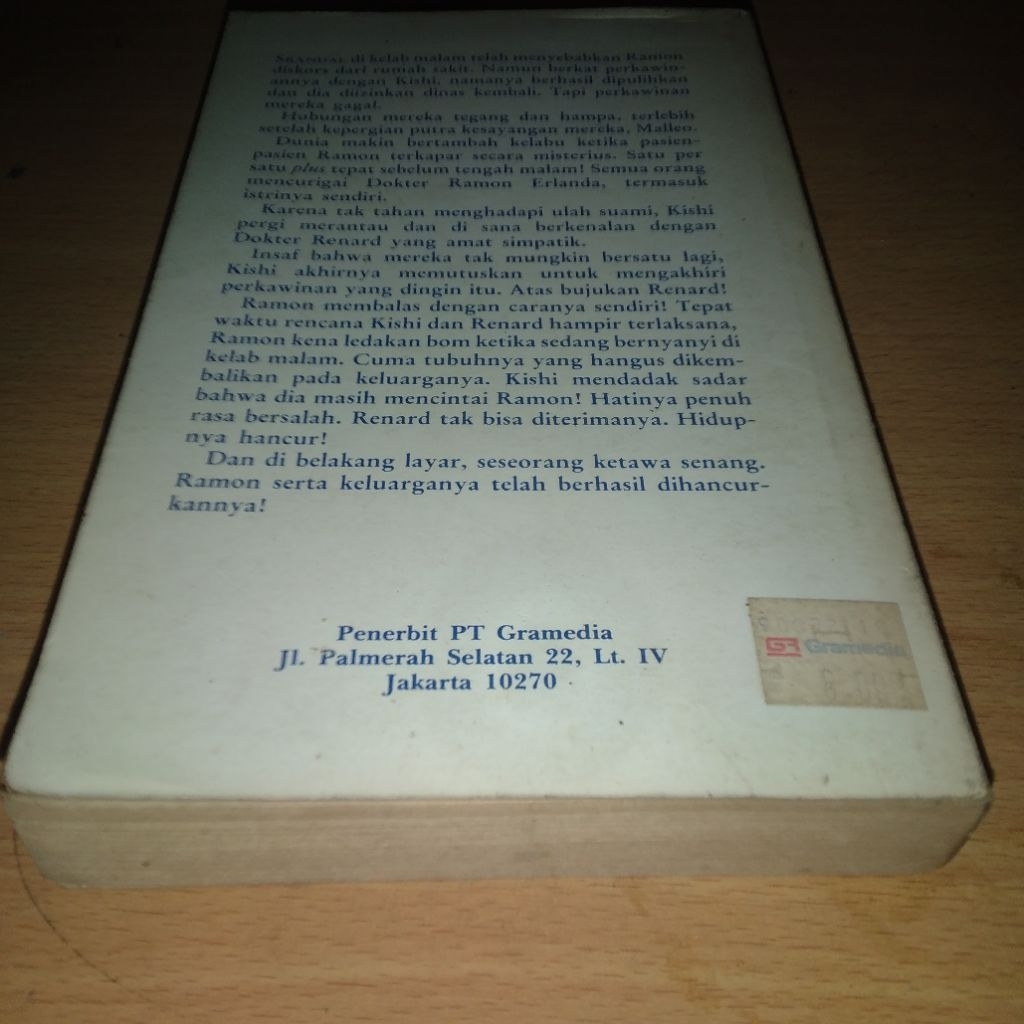 SKANDAL di kelab malam telah menyebabkan Ramon
diskors dari rumah sakit. Namun berkat perkawin-
annya dengan Kishi, namanya berhasil dipulihkan
dan dia diizinkan dinas kembali. Tapi perkawinan
mereka gagal.
Hubungan mereka tegang dan hampa, terlebih
setelah kepergian putra kesayangan mereka, Malleo.
Dunia makin bertambah kelabu ketika pasien-
pasien Ramon terkapar secara misterius. Satu per
satu plus tepat sebelum tengah malam! Semua orang
mencurigai Dokter Ramon Erlanda, termasuk
istrinya sendiri.
Karena tak tahan menghadapi ulah suami, Kishi
pergi merantau dan di sana berkenalan dengan
Dokter Renard yang amat simpatik.
Insaf bahwa mereka tak mungkin bersatu lagi,
Kishi akhirnya memutuskan untuk mengakhiri
perkawinan yang dingin itu. Atas bujukan Renard!
Ramon membalas dengan caranya sendiri! Tepat
waktu rencana Kishi dan Renard hampir terlaksana,
Ramon kena ledakan bom ketika sedang bernyanyi di
kelab malam. Cuma tubuhnya yang hangus dikem-
balikan pada keluarganya. Kishi mendadak sadar
bahwa dia masih mencintai Ramon! Hatinya penuh
rasa bersalah. Renard tak bisa diterimanya. Hidup-
nya hancur!
Dan di belakang layar, seseorang ketawa senang.
Ramon serta keluarganya telah berhasil dihancur-
kannya!
Penerbit PT Gramedia
Jl. Palmerah Selatan 22, Lt. IV
Jakarta 10270
Gramedia